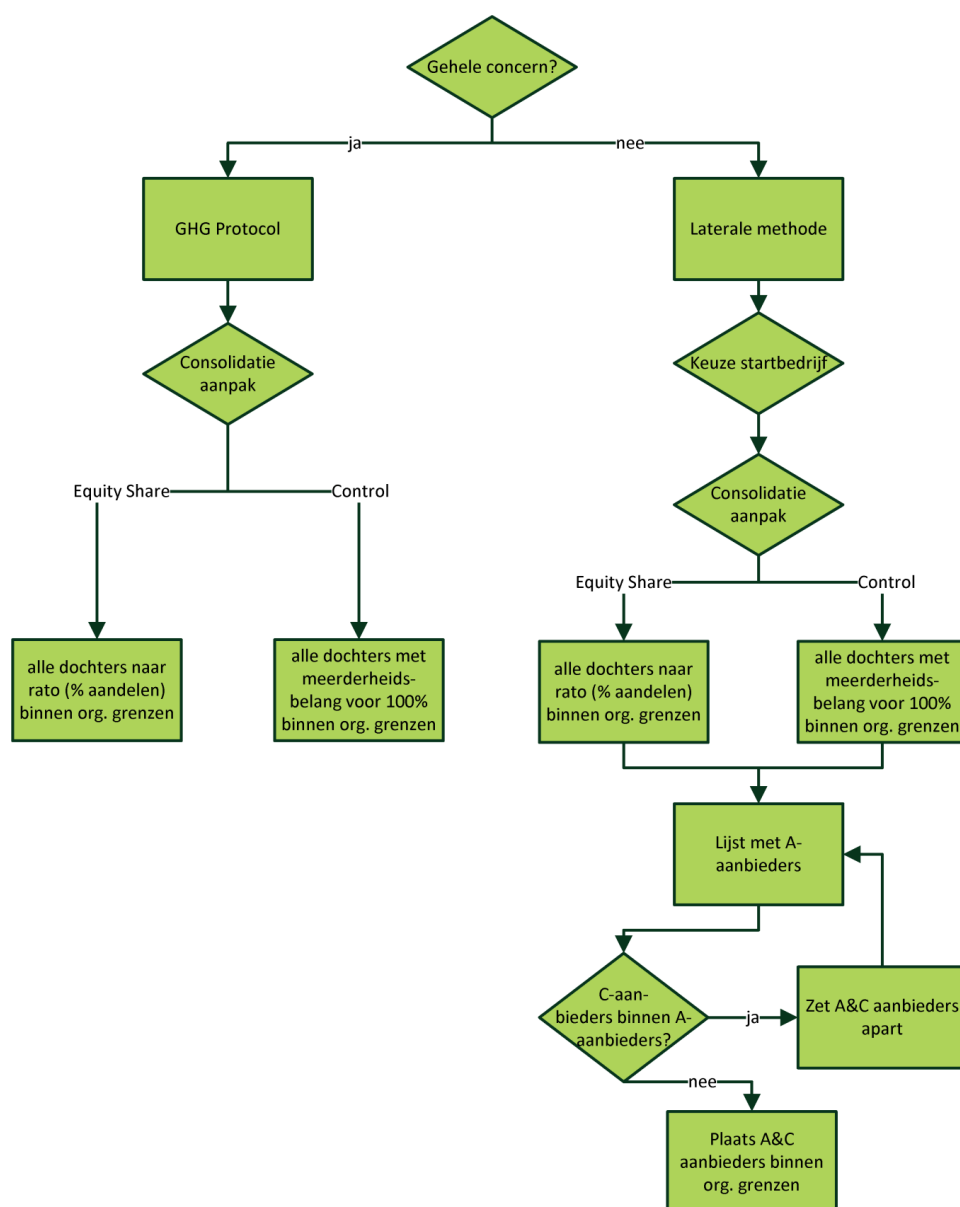 Gehele concern?
ja
nee
GHG Protocol
Laterale methode
Consolidatie
aanpak
Keuze startbedrijf
Equity Share
Control
Consolidatie
aanpak
Equity Share
Control
alle dochters naar
rato (% aandelen)
binnen org. grenzen
alle dochters met
meerderheids-
belang voor 100%
binnen org. grenzen
alle dochters naar
rato (% aandelen)
binnen org. grenzen
alle dochters met
meerderheids-
belang voor 100%
binnen org. grenzen
Lijst met A-
aanbieders
C-aan-
bieders binnen A-
aanbieders?
ja
Zet A&C aanbieders
apart
nee
Plaats A&C
aanbieders binnen
org. grenzen